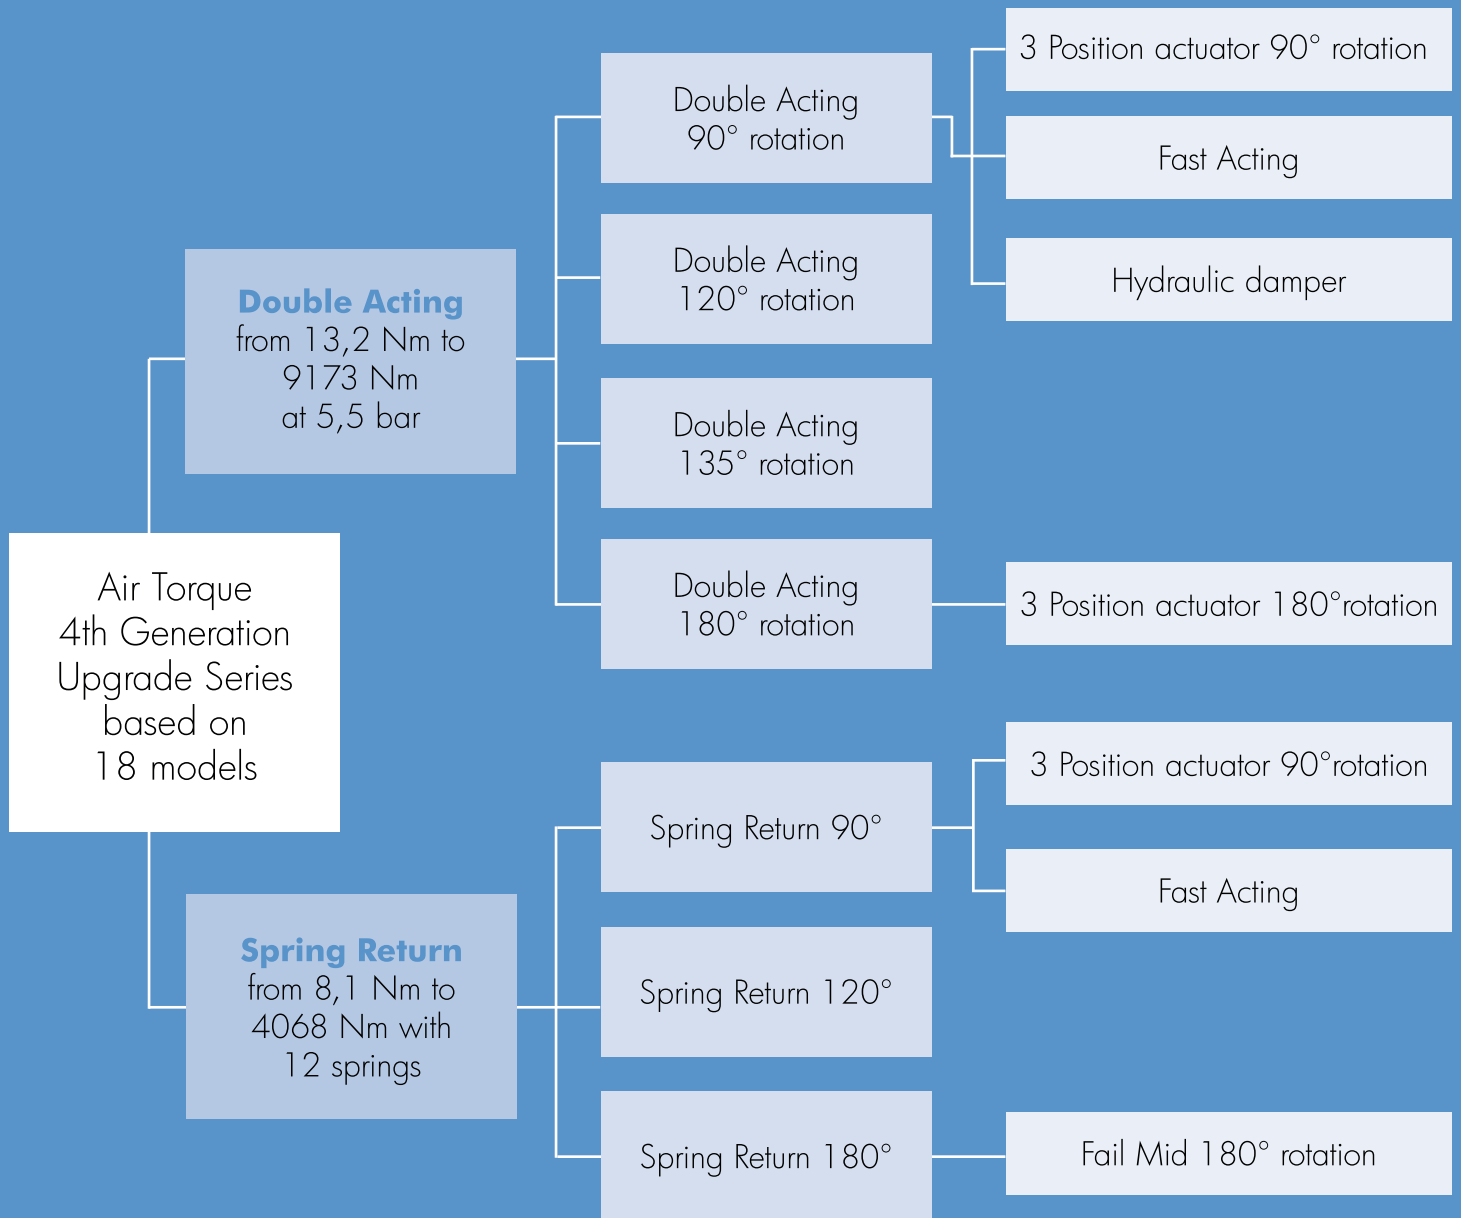 Air Torque
4th Generation
Upgrade Series
based on
18 models
Double Acting
from 13,2 Nm to
9173 Nm
at 5,5 bar
Double Acting
90° rotation
3 Position actuator 90° rotation
Fast Acting
Hydraulic damper
Double Acting
120° rotation
Double Acting
135° rotation
Double Acting
180° rotation
3 Position actuator 180°rotation
Spring Return
from 8,1 Nm to
4068 Nm with
12 springs
Spring Return 90°
3 Position actuator 90°rotation
Fast Acting
Spring Return 120°
Spring Return 180°
Fail Mid 180° rotation